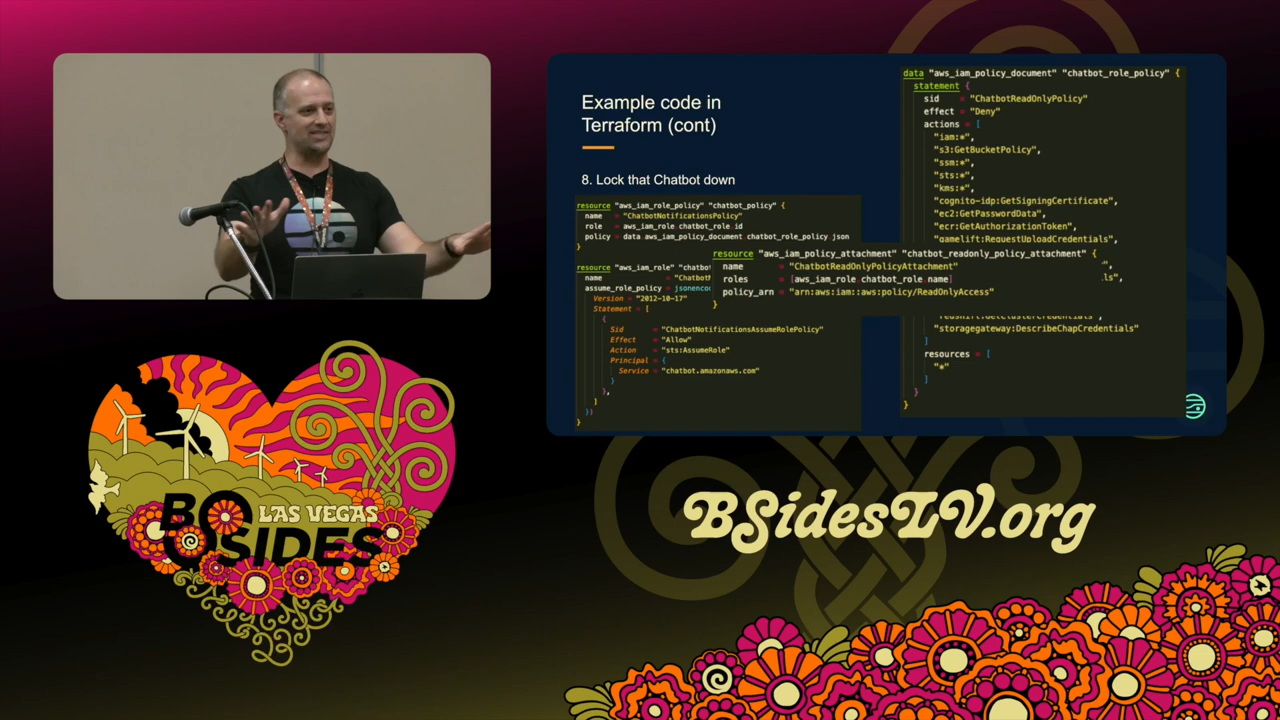 Example code in
Terraform (cont)
8. Lock that Chatbot down
resource "aws_iam_role_policy" "chatbot_policy" {
name = "ChatbotNotificationsPolicy"
role = aws_iam_role.chatbot_role.id
policy = data aws_iam_policy_document chatbot_role_policy json
}
resource "aws_iam_role" "chatbot
name = "Chatbot
assume_role_policy = jsonencod
Version = "2012-10-17"
Statement = [
{
Sid = "ChatbotNotificationsAssumeRolePolicy"
Effect = "Allow"
Action = "sts:AssumeRole"
Principal = {
Service = "chatbot.amazonaws.com"
}
},
]
})
}
resource "aws_iam_policy_attachment" "chatbot_readonly_policy_attachment" {
name = "ChatbotReadOnlyPolicyAttachment"
roles = [aws_iam_role chatbot_role name]
policy_arn = "arn:aws:iam::aws:policy/ReadOnlyAccess"
}
data "aws_iam_policy_document" "chatbot_role_policy" {
statement {
sid = "ChatbotReadOnlyPolicy"
effect = "Deny"
actions = [
"iam:*",
"s3:GetBucketPolicy",
"ssm:*",
"sts:*",
"kms:*",
"cognito-idp:GetSigningCertificate",
"ec2:GetPasswordData",
"ecr:GetAuthorizationToken",
"gamelift:RequestUploadCredentials",
",
ls",
"redshift:GetClusterCredentials",
"storagegateway:DescribeChapCredentials"
]
resources = [
"*"
]
}
}
LAS VEGAS
BSIDES
23
BSidesLV.org